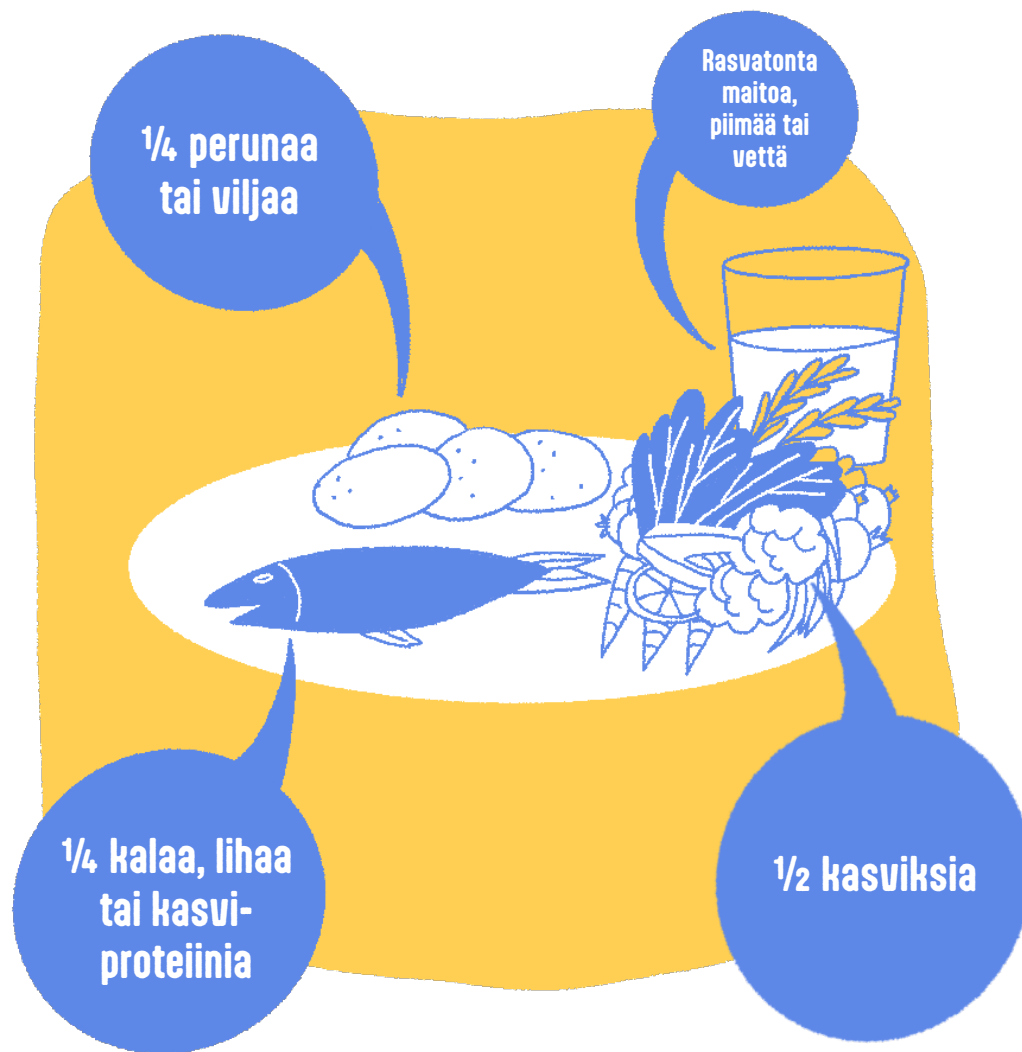 ¼ perunaa
tai viljaa
Rasvatonta
maitoa,
piimää tai
vettä
¼ kalaa, lihaa
tai kasvi-
proteiinia
½ kasviksia